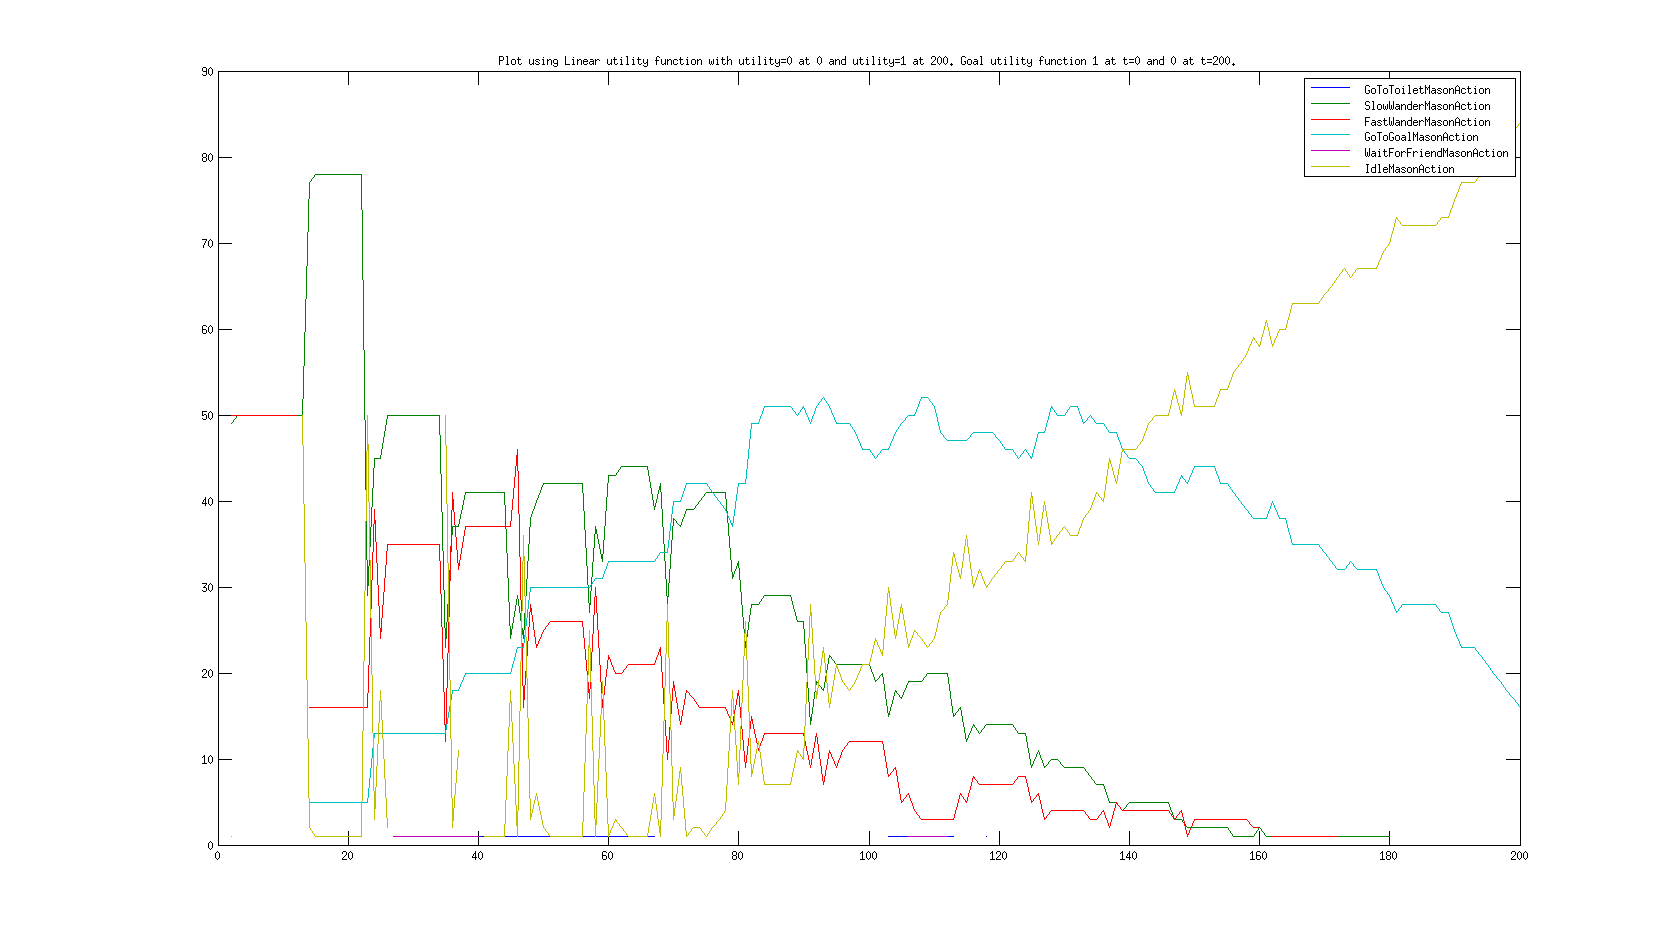 Plot using Linear utility function with utility=0 at 0 and utility=1 at 200. Goal utility function 1 at t=0 and 0 at t=200.
90
80
70
60
50
40
30
20
10
0
GoToToiletMasonAction
SlowWanderMasonAction
FastWanderMasonAction
GoToGoalMasonAction
WaitForFriendMasonAction
IdleMasonAction
0 20 40 60 80 100 120 140 160 180 200